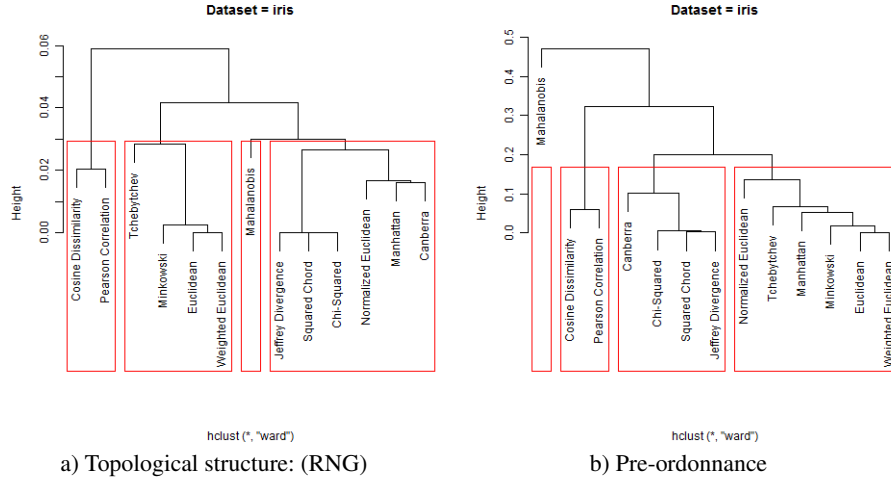 Dataset = iris
Height
0.00
0.02
0.04
0.06
Cosine Dissimilarity
Pearson Correlation
Tchebytchev
Minkowski
Euclidean
Weighted Euclidean
Mahalanobis
Jeffrey Divergence
Squared Chord
Chi-Squared
Normalized Euclidean
Manhattan
Canberra
hclust (*, "ward")
a) Topological structure: (RNG)
Dataset = iris
Height
0.0
0.1
0.2
0.3
0.4
0.5
Mahalanobis
Cosine Dissimilarity
Pearson Correlation
Canberra
Chi-Squared
Squared Chord
Jeffrey Divergence
Normalized Euclidean
Tchebytchev
Manhattan
Minkowski
Euclidean
Weighted Euclidean
hclust (*, "ward")
b) Pre-ordonnance